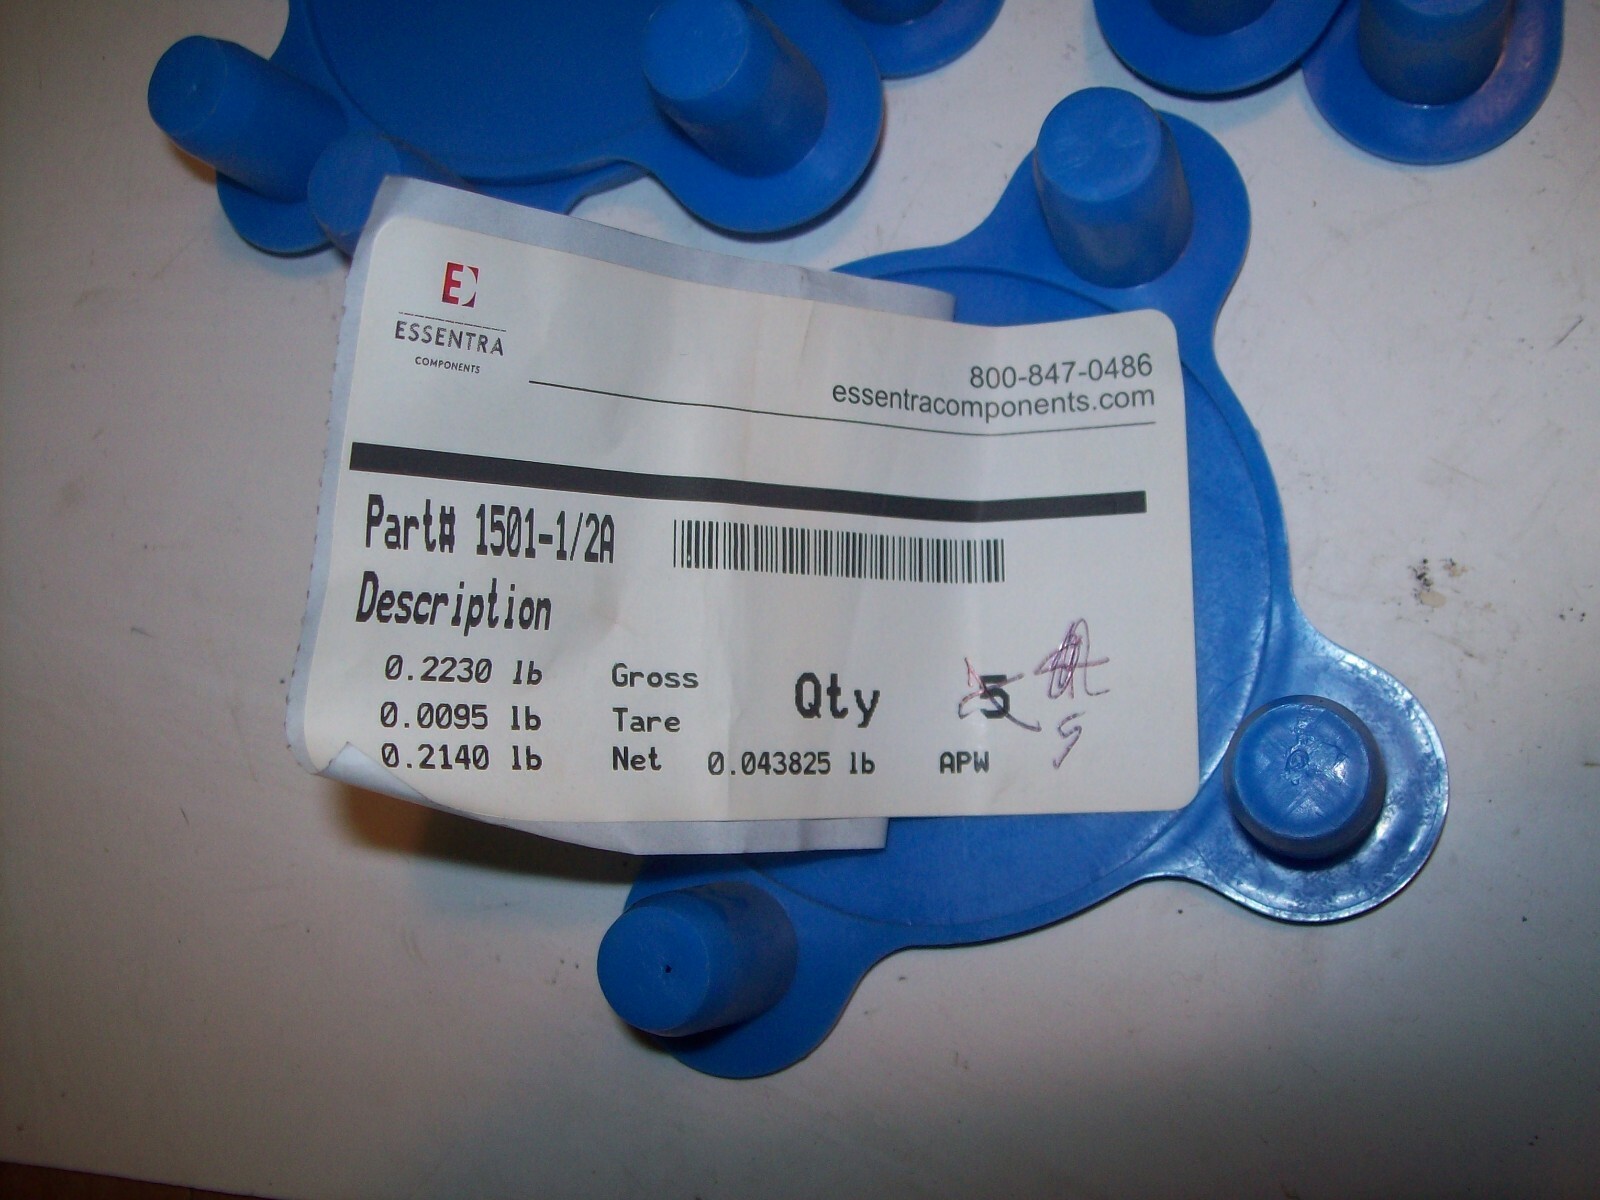 ESSENTRA
COMPONENTS
800-847-0486
essentracomponents.com
Part# 1501-1/2A
Description
0.2230 lb Gross
0.0095 lb Tare
Qty 5
5
0.2140 lb Net 0.043825 lb APW